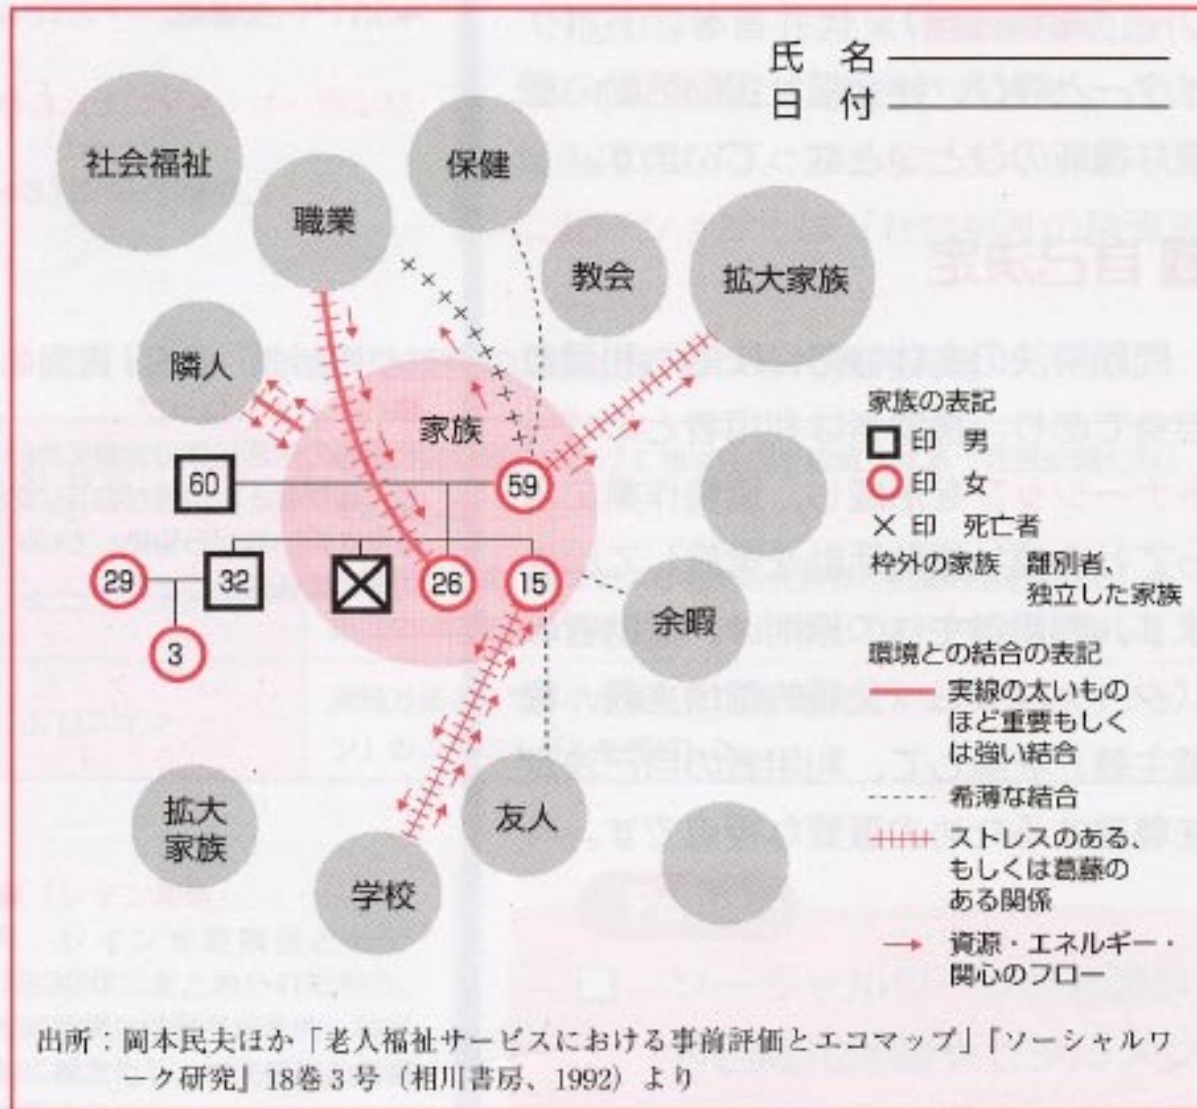 氏　名
日　付
社会福祉
職業
保健
教会
拡大家族
隣人
家族
60
59
29
32
26
15
3
余暇
拡大
家族
学校
友人
家族の表記
印　男
印　女
× 印　死亡者
枠外の家族　離別者、
独立した家族
環境との結合の表記
実線の太いもの
ほど重要もしく
は強い結合
希薄な結合
ストレスのある、
もしくは葛藤の
ある関係
資源・エネルギー・
関心のフロー
出所：岡本民夫ほか「老人福祉サービスにおける事前評価とエコマップ」『ソーシャルワ
ーク研究』18巻3号（相川書房、1992）より